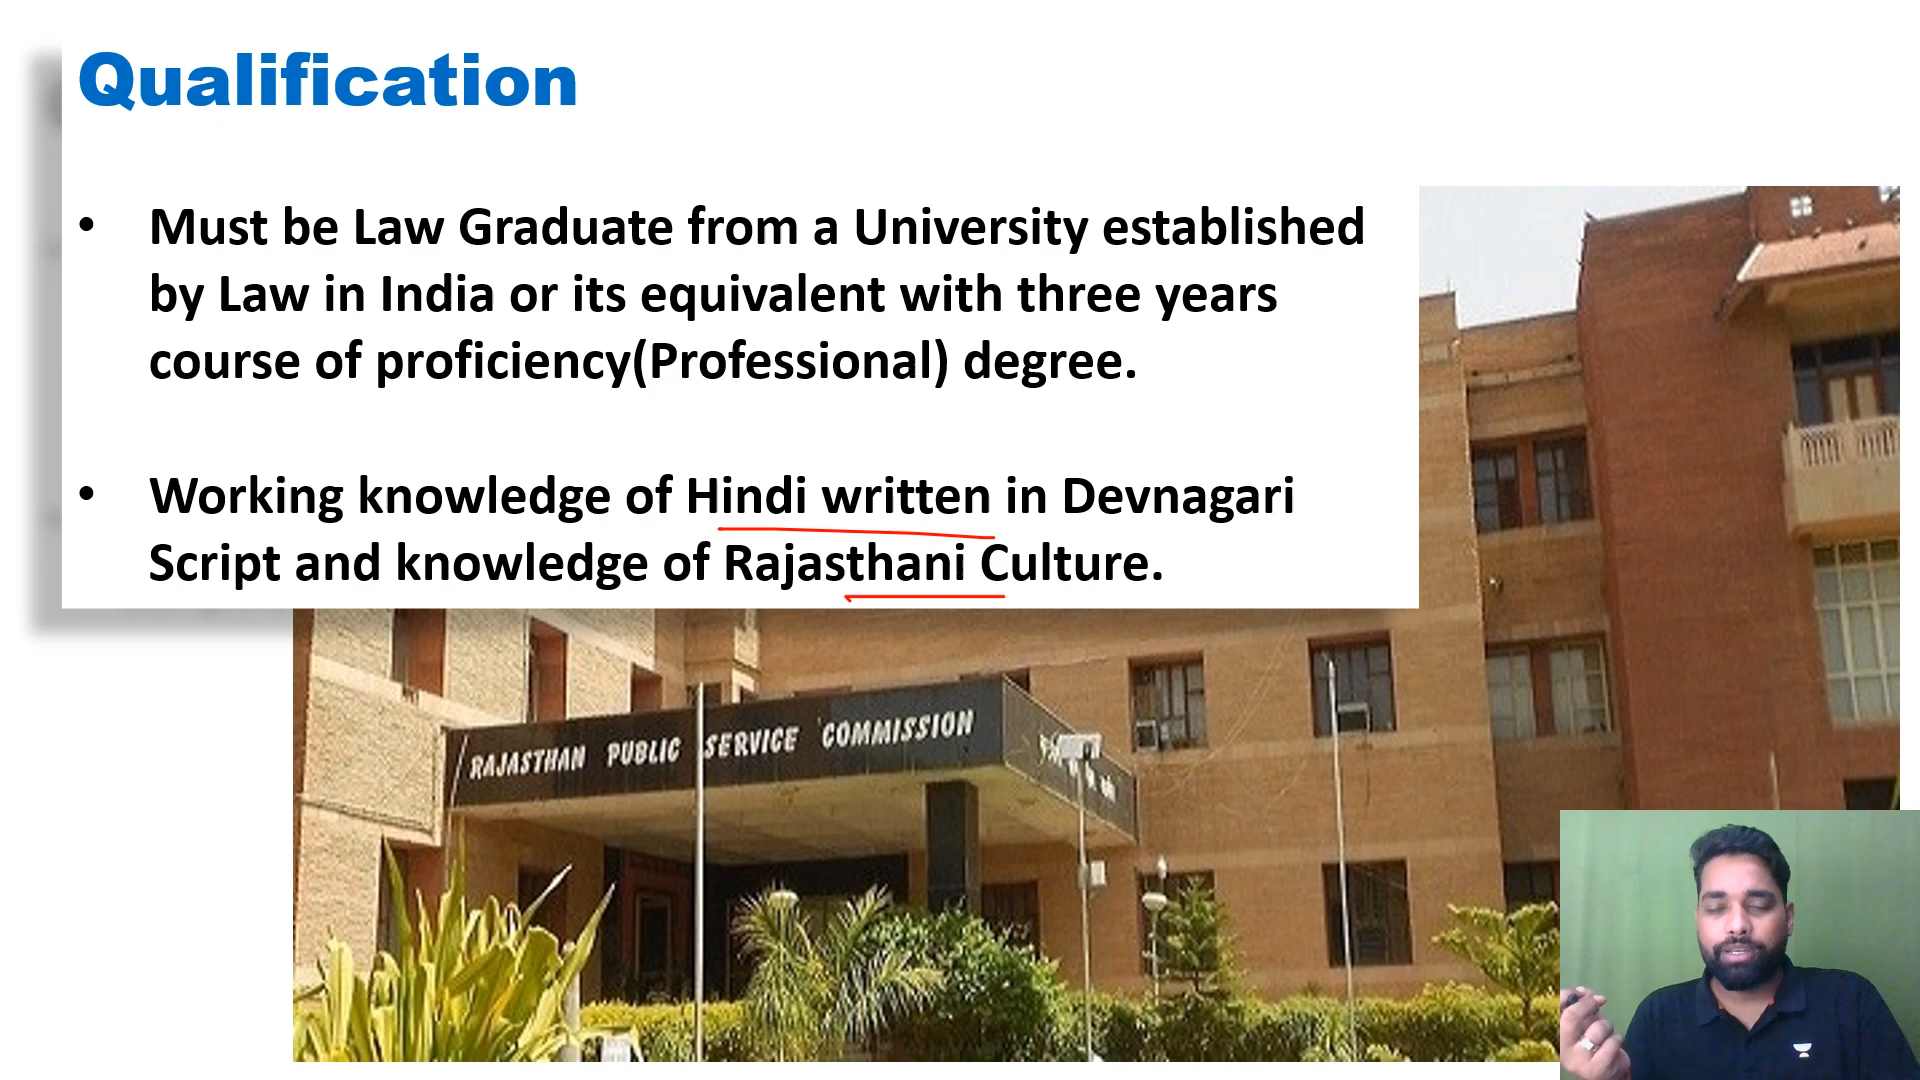 Qualification
• Must be Law Graduate from a University established
by Law in India or its equivalent with three years
course of proficiency(Professional) degree.
• Working knowledge of Hindi written in Devnagari
Script and knowledge of Rajasthani Culture.
RAJASTHAN PUBLIC SERVICE COMMISSION